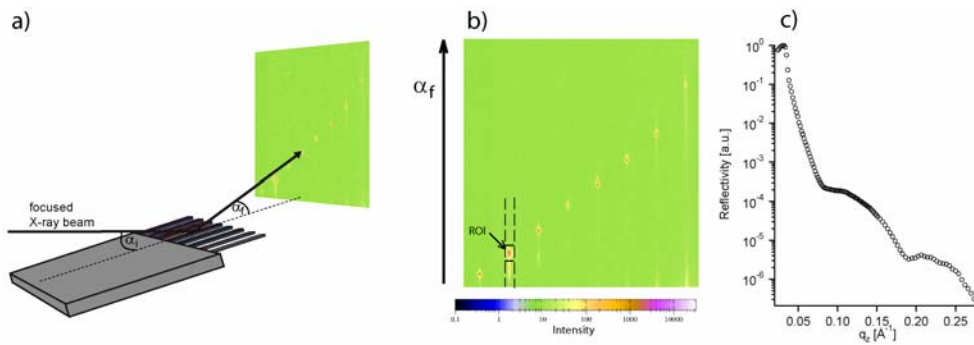 a)
focused
X-ray beam
αi
αf
b)
αf
ROI
0.1 1 10 100 1000 10000
Intensity
c)
Reflectivity [a.u.]
10⁰
10⁻¹
10⁻²
10⁻³
10⁻⁴
10⁻⁵
10⁻⁶
0.05 0.10 0.15 0.20 0.25
qz [Å⁻¹]